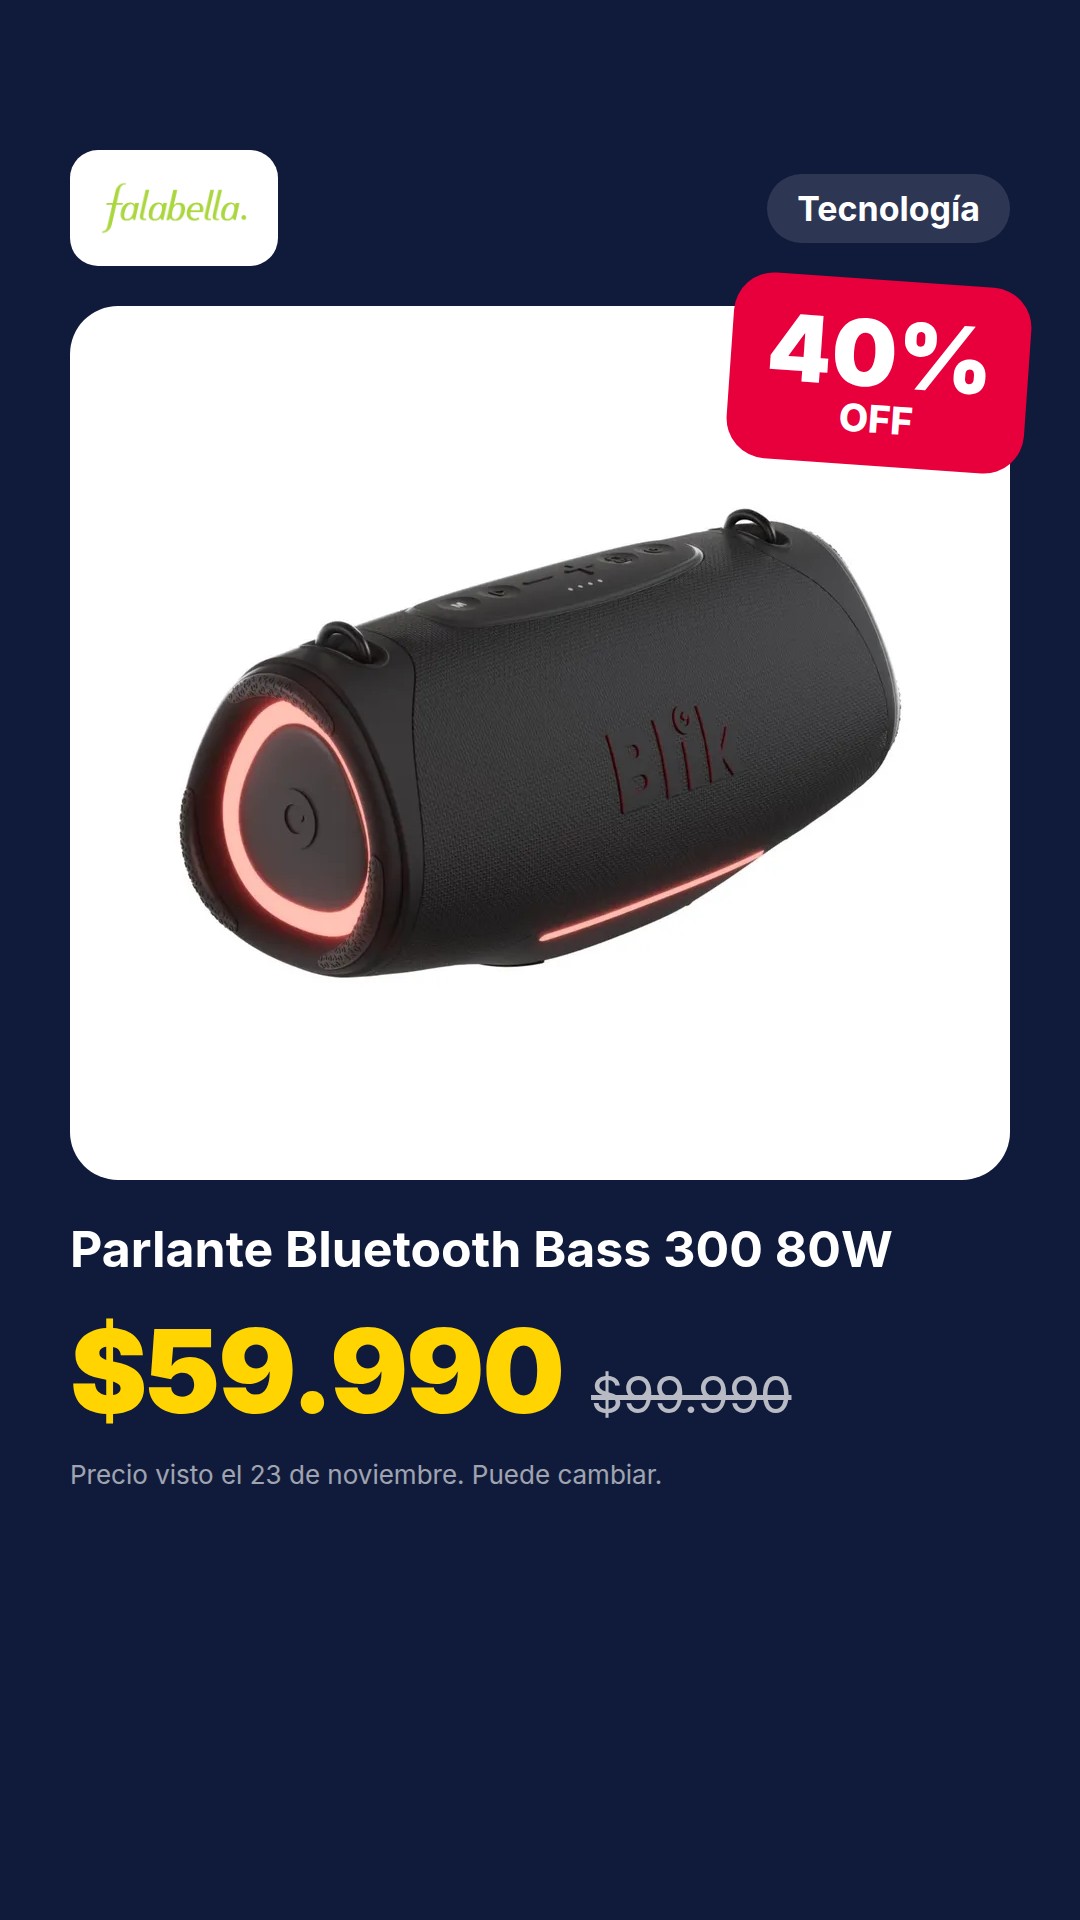 falabella.
Tecnología
40%
OFF
Blik
Parlante Bluetooth Bass 300 80W
$59.990 $99.990
Precio visto el 23 de noviembre. Puede cambiar.